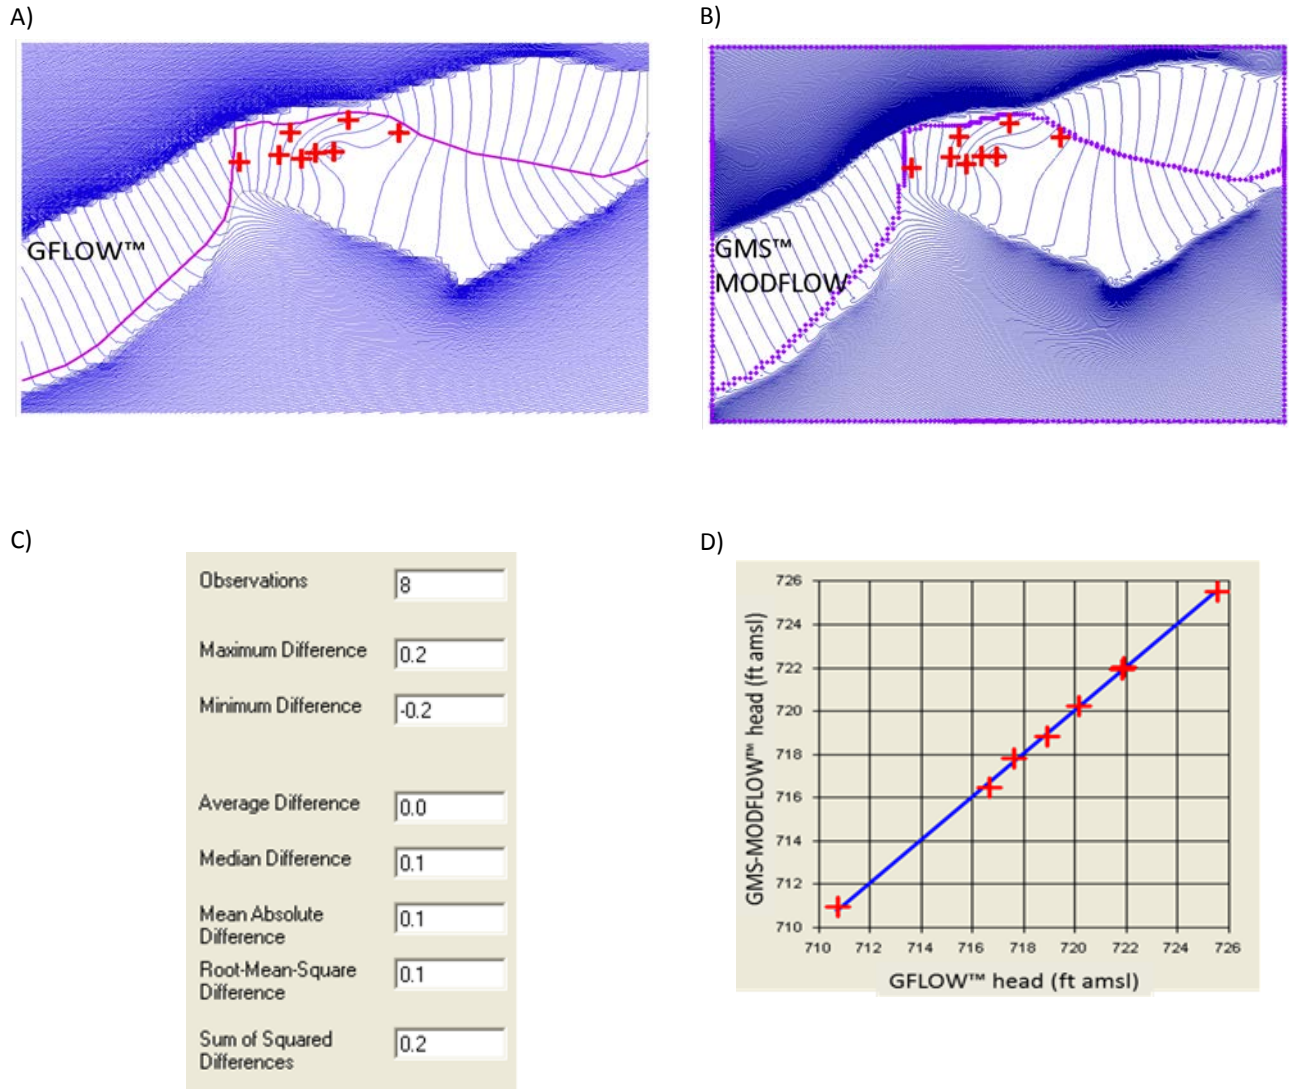 A)
B)
GFLOW™
GMS™
MODFLOW
C)
Observations
8
Maximum Difference
0.2
Minimum Difference
-0.2
Average Difference
0.0
Median Difference
0.1
Mean Absolute
Difference
0.1
Root-Mean-Square
Difference
0.1
Sum of Squared
Differences
0.2
D)
GMS-MODFLOW™ head (ft amsl)
726
724
722
720
718
716
714
712
710
710 712 714 716 718 720 722 724 726
GFLOW™ head (ft amsl)